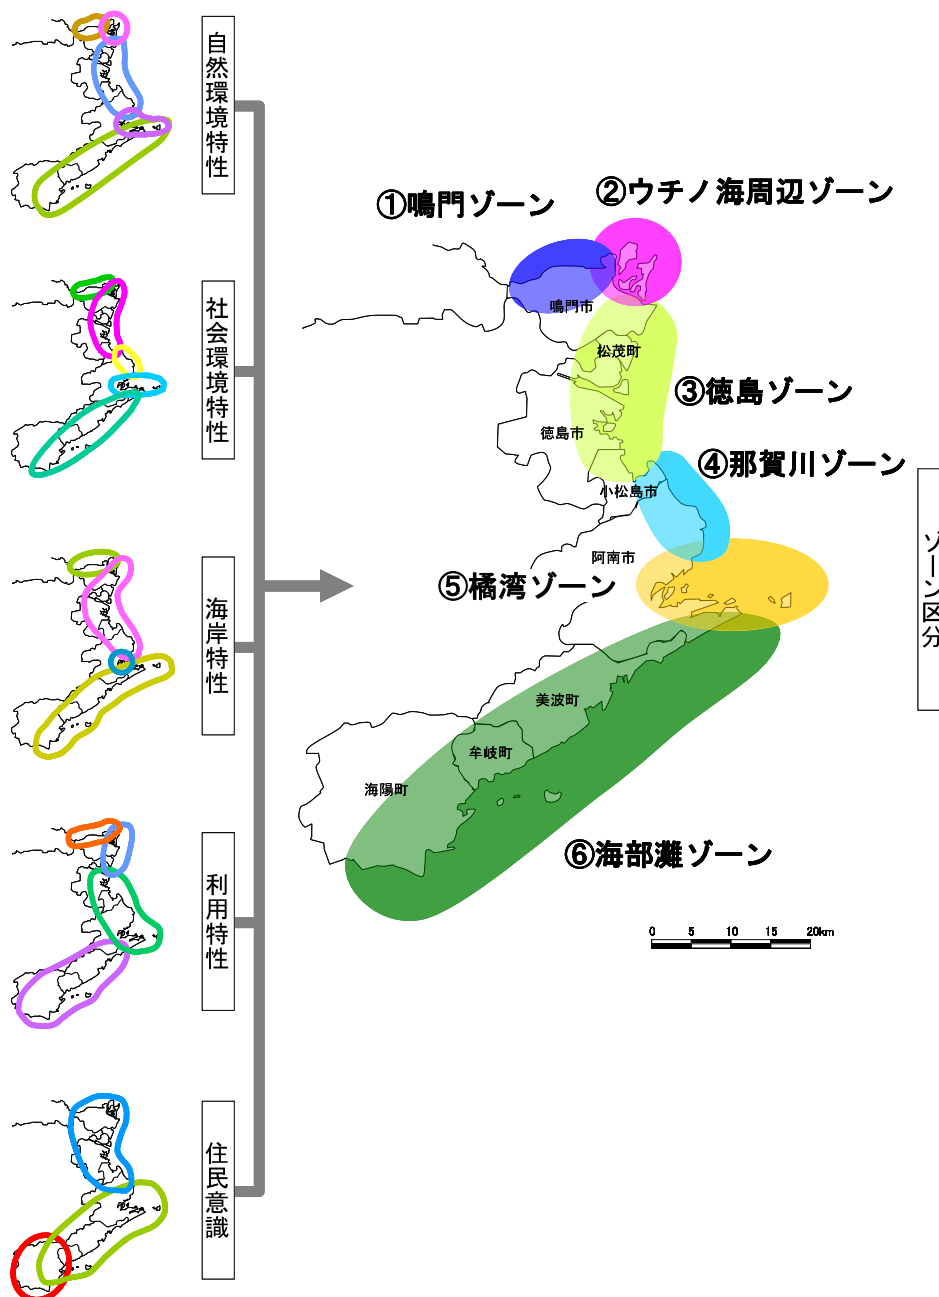 自然環境特性
社会環境特性
海岸特性
利用特性
住民意識
①鳴門ゾーン
②ウチノ海周辺ゾーン
鳴門市
松茂町
③徳島ゾーン
徳島市
④那賀川ゾーン
小松島市
阿南市
⑤橘湾ゾーン
美波町
牟岐町
海陽町
⑥海部灘ゾーン
0 5 10 15 20km
ゾーン区分